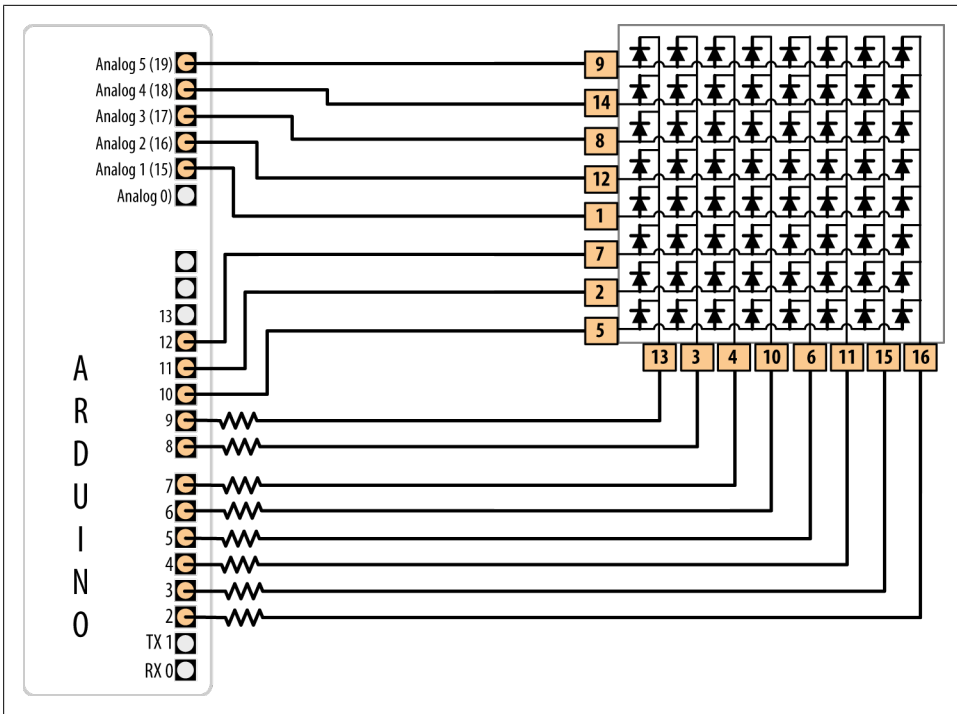 Analog 5 (19)
Analog 4 (18)
Analog 3 (17)
Analog 2 (16)
Analog 1 (15)
Analog 0)
13
12
11
10
9
8
7
6
5
4
3
2
TX 1
RX 0
ARDUINO
9
14
8
12
1
7
2
5
13 3 4 10 6 11 15 16